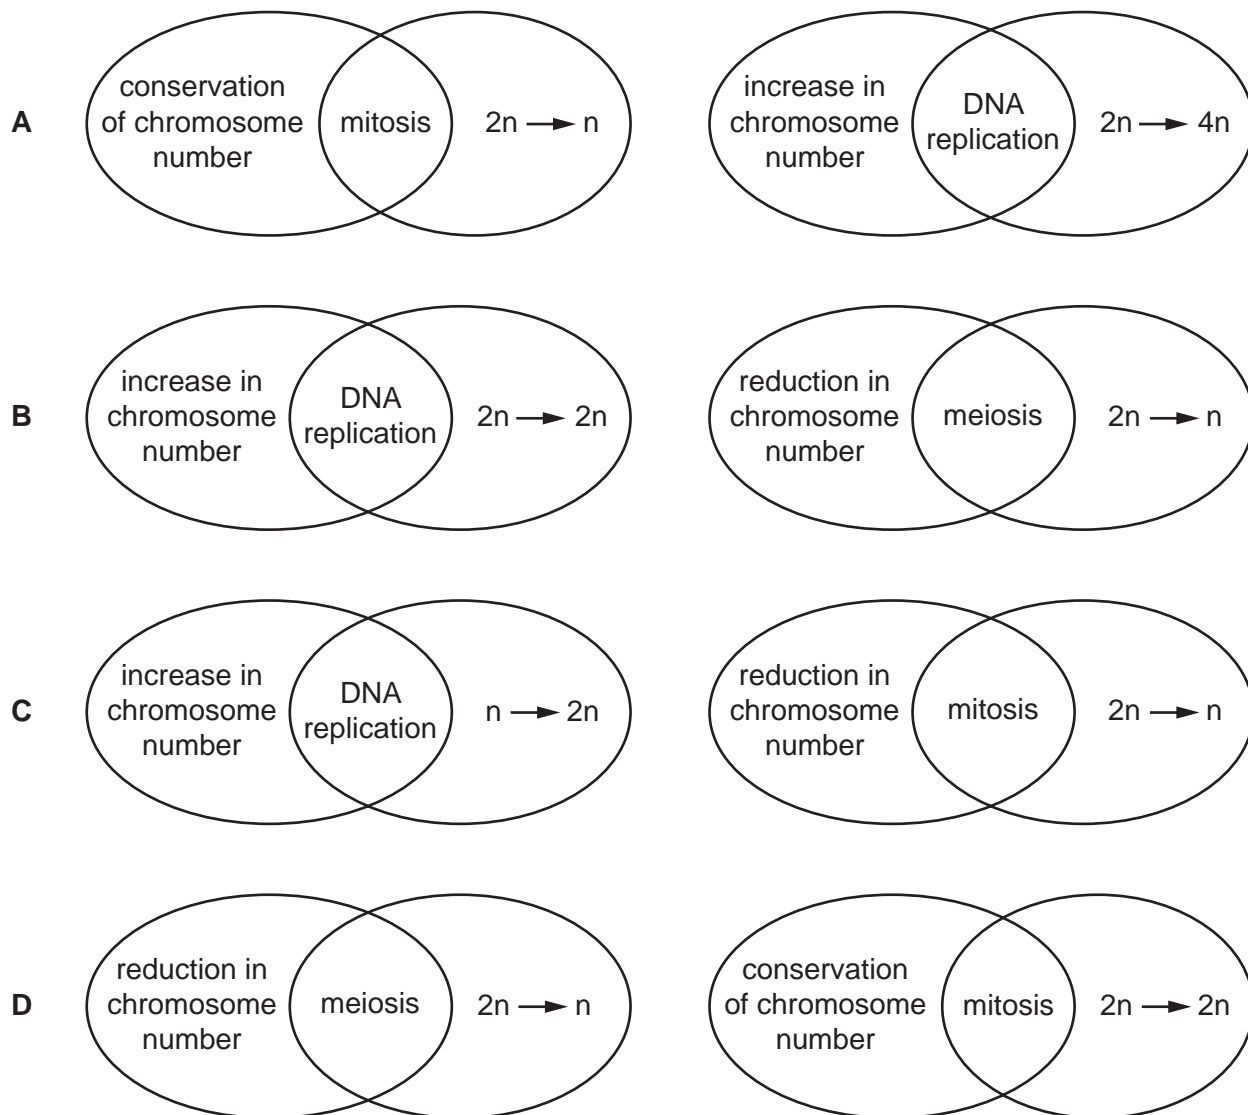 A
conservation
of chromosome
number
mitosis
2n → n
increase in
chromosome
number
DNA
replication
2n → 4n
B
increase in
chromosome
number
DNA
replication
2n → 2n
reduction in
chromosome
number
meiosis
2n → n
C
increase in
chromosome
number
DNA
replication
n → 2n
reduction in
chromosome
number
mitosis
2n → n
D
reduction in
chromosome
number
meiosis
2n → n
conservation
of chromosome
number
mitosis
2n → 2n